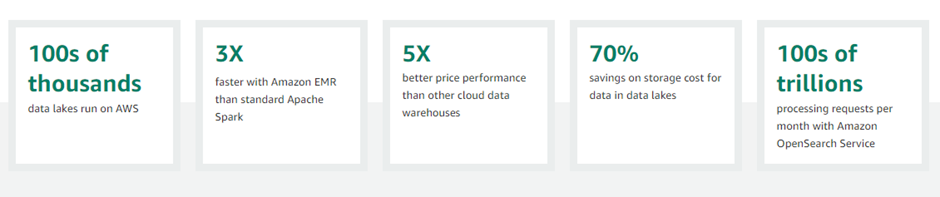 100s of
thousands
data lakes run on AWS
3X
faster with Amazon EMR
than standard Apache
Spark
5X
better price performance
than other cloud data
warehouses
70%
savings on storage cost for
data in data lakes
100s of
trillions
processing requests per
month with Amazon
OpenSearch Service